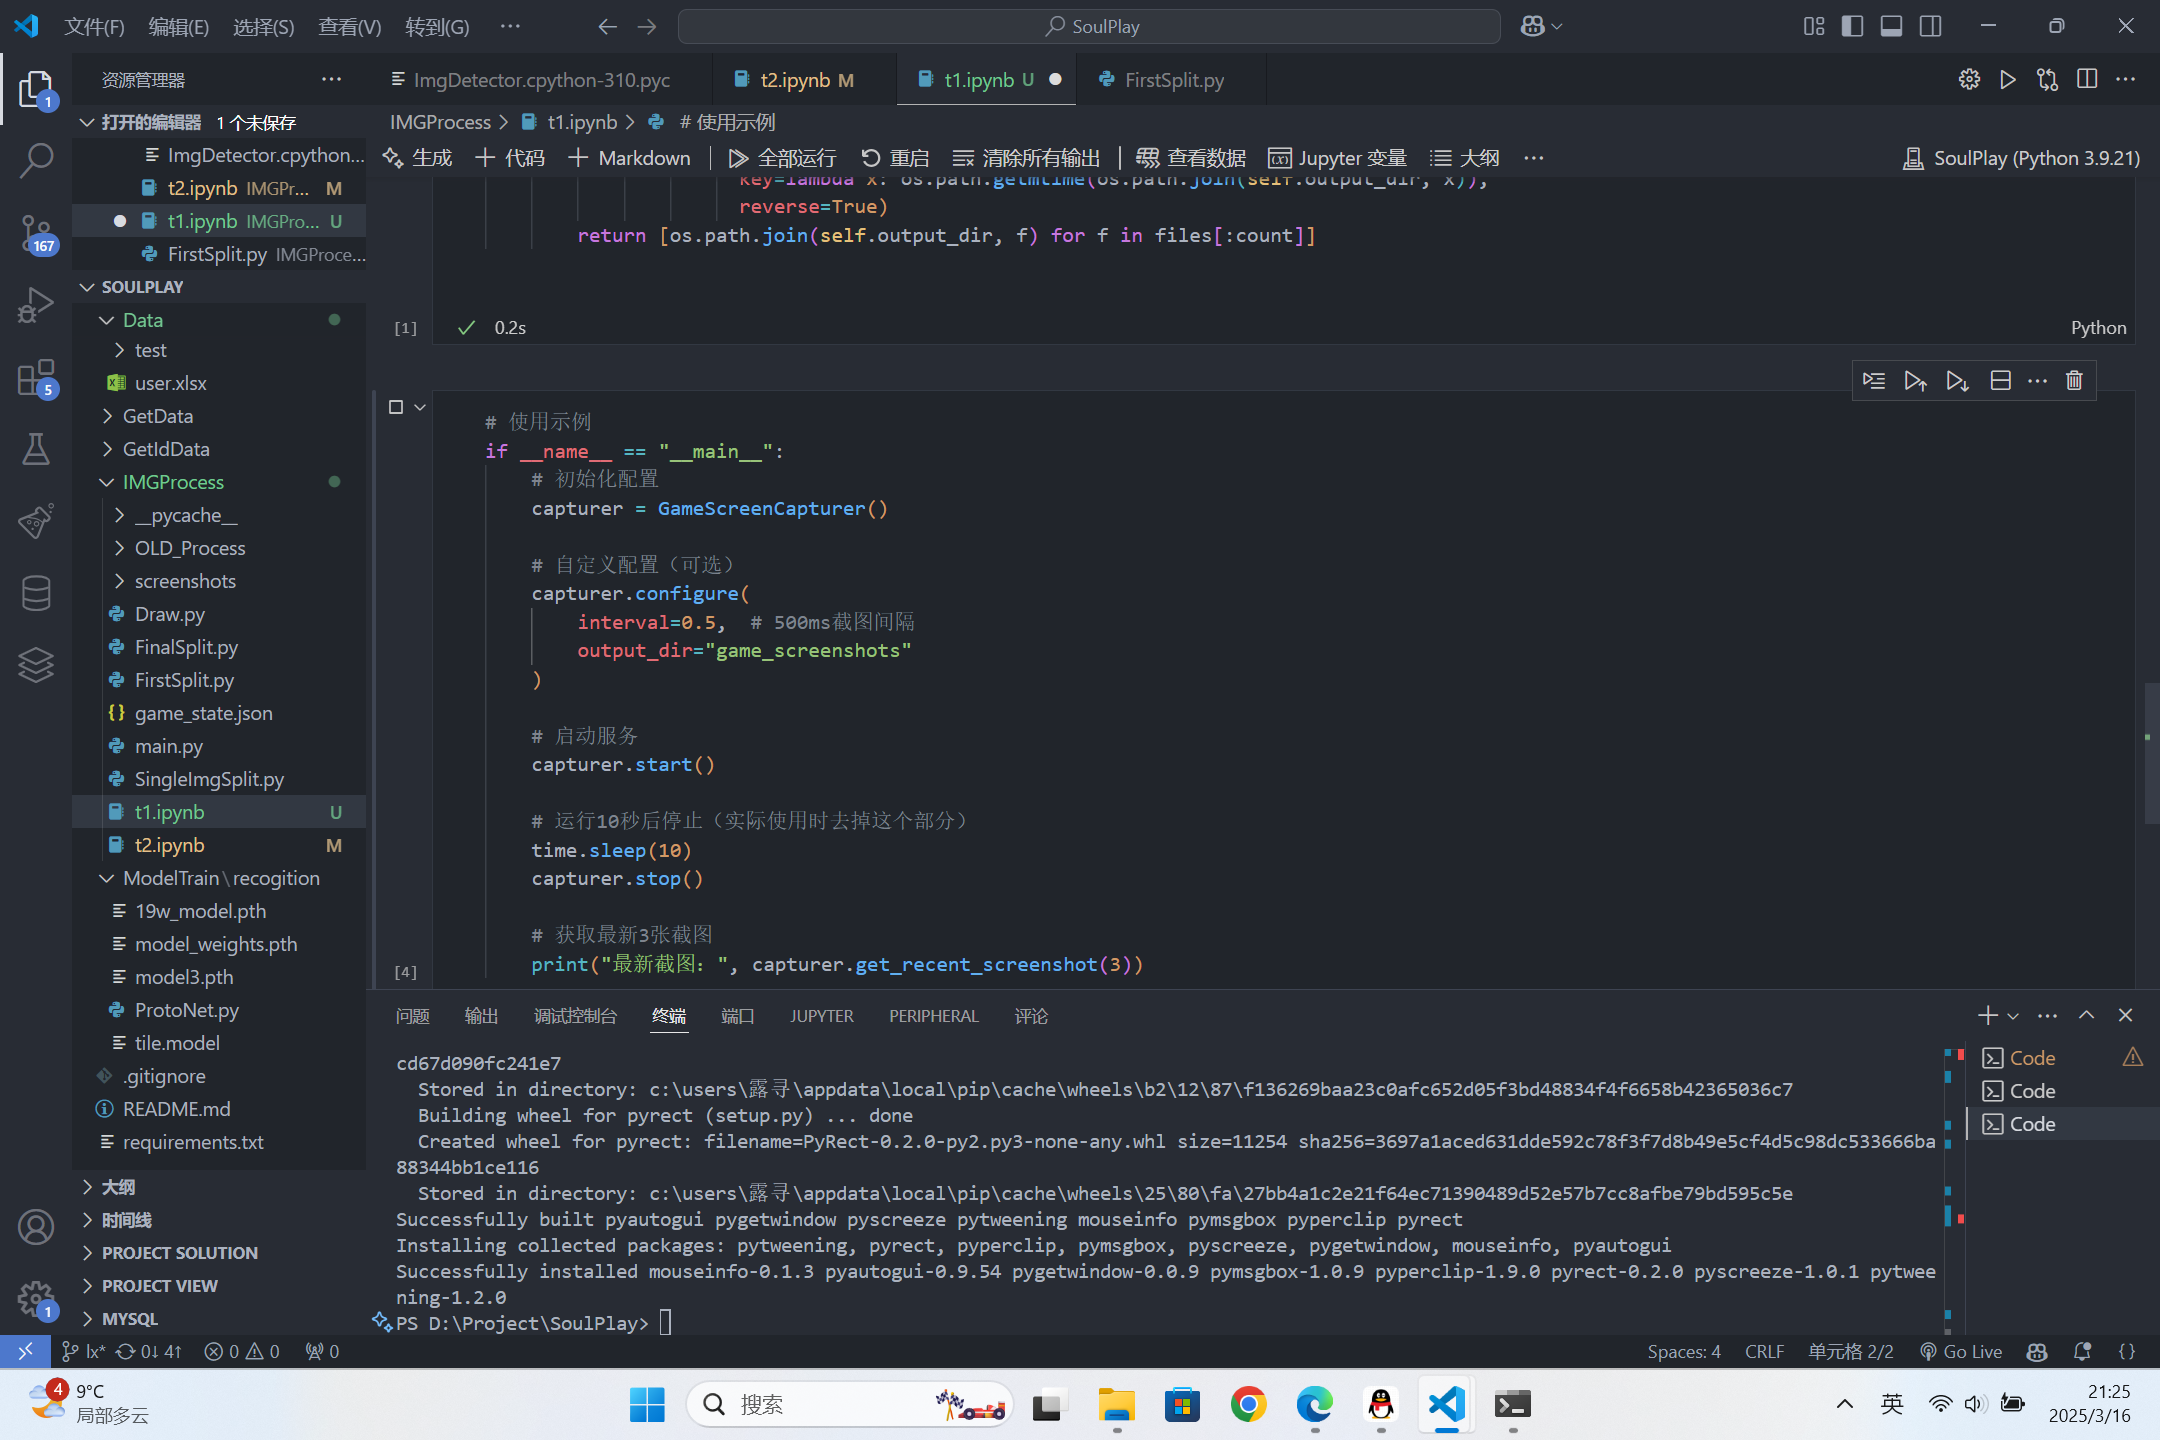 文件(F) 编辑(E) 选择(S) 查看(V) 转到(G) ··· SoulPlay
资源管理器 ···
ImgDetector.cpython-310.pyc t2.ipynb M t1.ipynb U FirstSplit.py
打开的编辑器 1 个未保存
ImgDetector.cpython...
t2.ipynb IMGPr... M
t1.ipynb IMGPro... U
FirstSplit.py IMGProce...
SOULPLAY
Data
test
user.xlsx
GetData
GetIdData
IMGProcess
__pycache__
OLD_Process
screenshots
Draw.py
FinalSplit.py
FirstSplit.py
game_state.json
main.py
SingleImgSplit.py
t1.ipynb U
t2.ipynb M
ModelTrain\recogition
19w_model.pth
model_weights.pth
model3.pth
ProtoNet.py
tile.model
.gitignore
README.md
requirements.txt
大纲
时间线
PROJECT SOLUTION
PROJECT VIEW
MYSQL
1
167
5
1
IMGProcess > t1.ipynb > # 使用示例
生成 + 代码 + Markdown 全部运行 重启 清除所有输出 查看数据 Jupyter 变量 大纲 ··· SoulPlay (Python 3.9.21)
key=lambda x: os.path.getmtime(os.path.join(self.output_dir, x)),
reverse=True)
return [os.path.join(self.output_dir, f) for f in files[:count]]
[1] 0.2s Python
# 使用示例
if __name__ == "__main__":
# 初始化配置
capturer = GameScreenCapturer()
# 自定义配置（可选）
capturer.configure(
interval=0.5, # 500ms截图间隔
output_dir="game_screenshots"
)
# 启动服务
capturer.start()
# 运行10秒后停止（实际使用时去掉这个部分）
time.sleep(10)
capturer.stop()
# 获取最新3张截图
print("最新截图：", capturer.get_recent_screenshot(3))
[4]
问题 输出 调试控制台 终端 端口 JUPYTER PERIPHERAL 评论
cd67d090fc241e7
Stored in directory: c:\users\露寻\appdata\local\pip\cache\wheels\b2\12\87\f136269baa23c0afc652d05f3bd48834f4f6658b42365036c7
Building wheel for pyrect (setup.py) ... done
Created wheel for pyrect: filename=PyRect-0.2.0-py2.py3-none-any.whl size=11254 sha256=3697a1aced631dde592c78f3f7d8b49e5cf4d5c98dc533666ba
88344bb1ce116
Stored in directory: c:\users\露寻\appdata\local\pip\cache\wheels\25\80\fa\27bb4a1c2e21f64ec71390489d52e57b7cc8afbe79bd595c5e
Successfully built pyautogui pygetwindow pyscreeze pytweening mouseinfo pymsgbox pyperclip pyrect
Installing collected packages: pytweening, pyrect, pyperclip, pymsgbox, pyscreeze, pygetwindow, mouseinfo, pyautogui
Successfully installed mouseinfo-0.1.3 pyautogui-0.9.54 pygetwindow-0.0.9 pymsgbox-1.0.9 pyperclip-1.9.0 pyrect-0.2.0 pyscreeze-1.0.1 pytwee
ning-1.2.0
PS D:\Project\SoulPlay>
Code
Code
Code
lx* 0↓ 4↑ 0 0 0 Spaces: 4 CRLF 单元格 2/2 Go Live { }
4 9°C
局部多云
搜索
英
21:25
2025/3/16